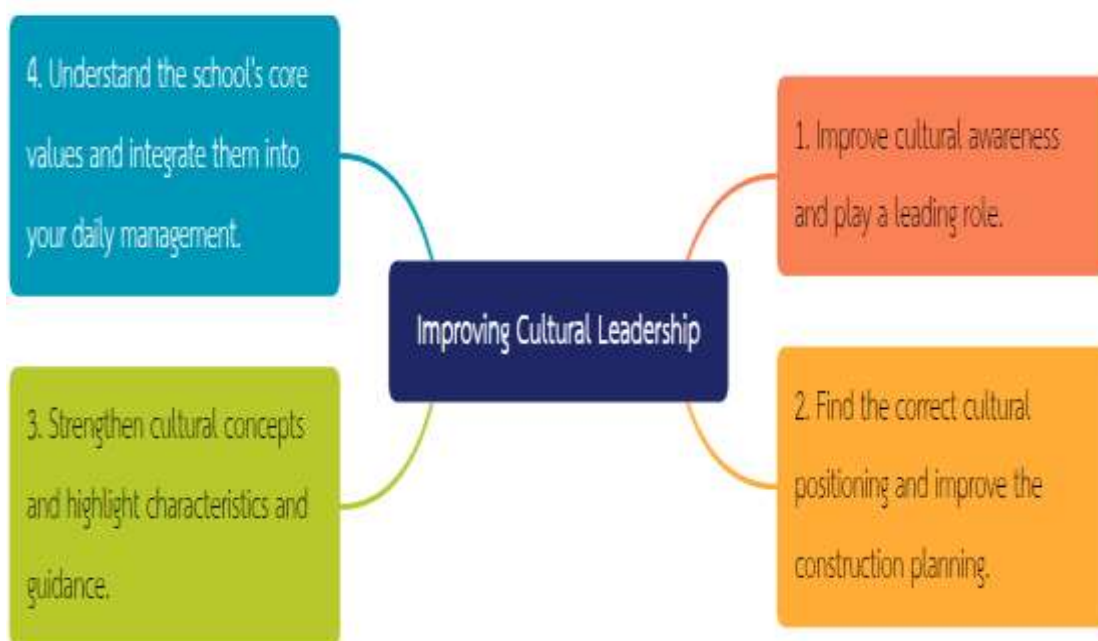 4. Understand the school's core
values and integrate them into
your daily management.
1. Improve cultural awareness
and play a leading role.
Improving Cultural Leadership
3. Strengthen cultural concepts
and highlight characteristics and
guidance.
2. Find the correct cultural
positioning and improve the
construction planning.